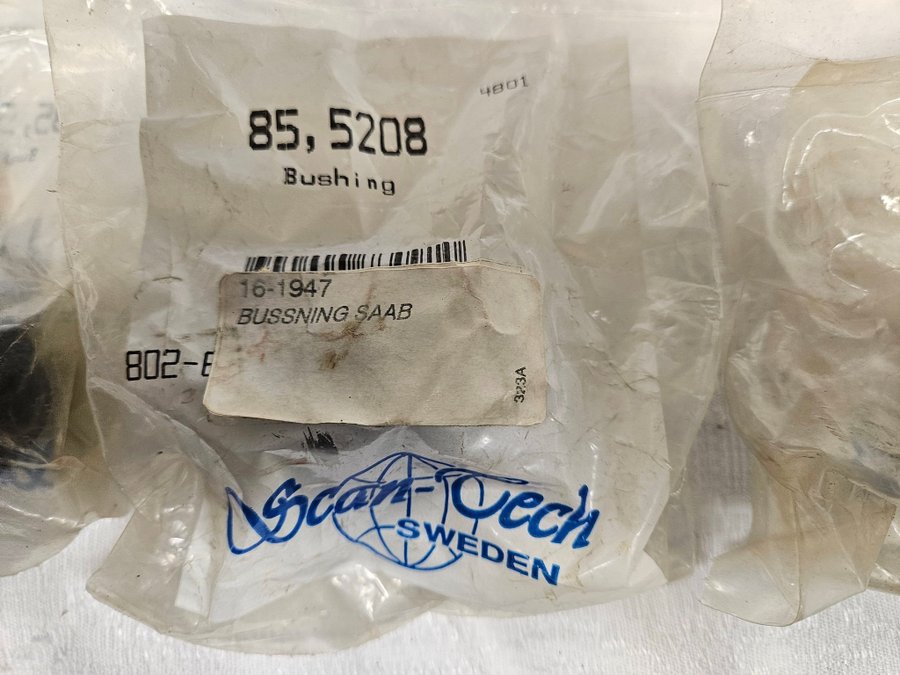 4801
85,5208
Bushing
16-1947
BUSSNING SAAB
802-
323A
Scan-Tech
SWEDEN